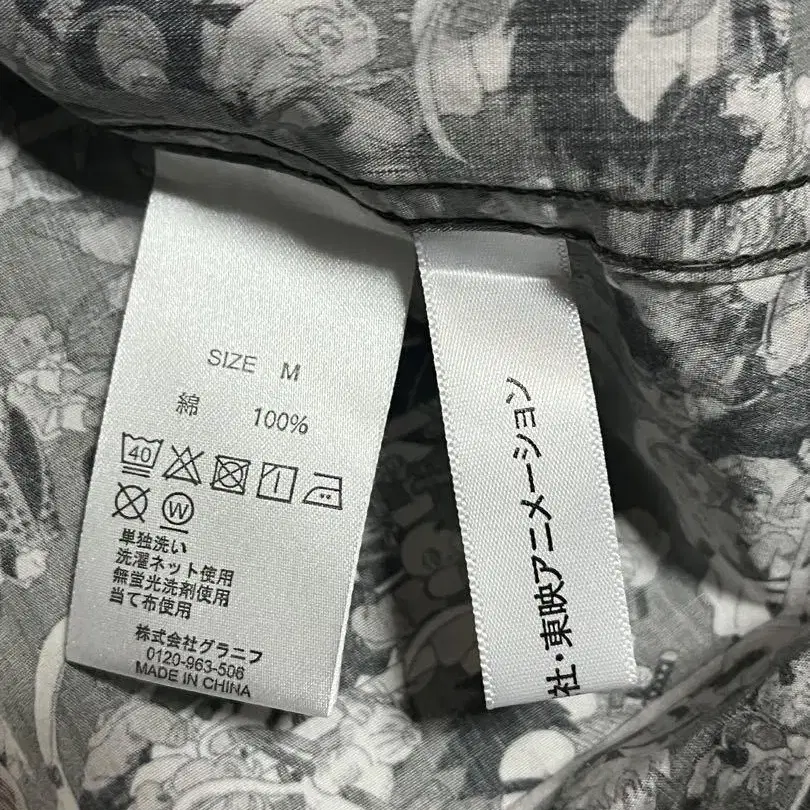 SIZE M
綿 100%
40
W
単独洗い
洗濯ネット使用
無蛍光洗剤使用
当て布使用
株式会社グラニフ
0120-963-506
MADE IN CHINA
社・東映アニメーション